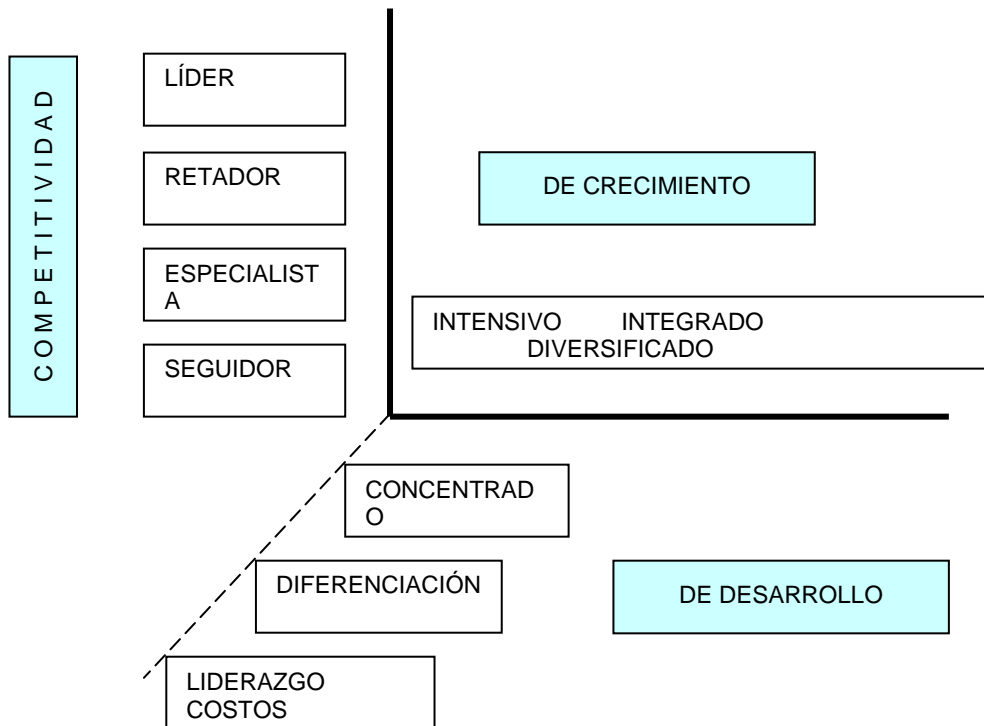 COMPETITIVIDAD
LÍDER
RETADOR
ESPECIALIST
A
SEGUIDOR
DE CRECIMIENTO
INTENSIVO INTEGRADO
DIVERSIFICADO
CONCENTRAD
O
DIFERENCIACIÓN
DE DESARROLLO
LIDERAZGO
COSTOS